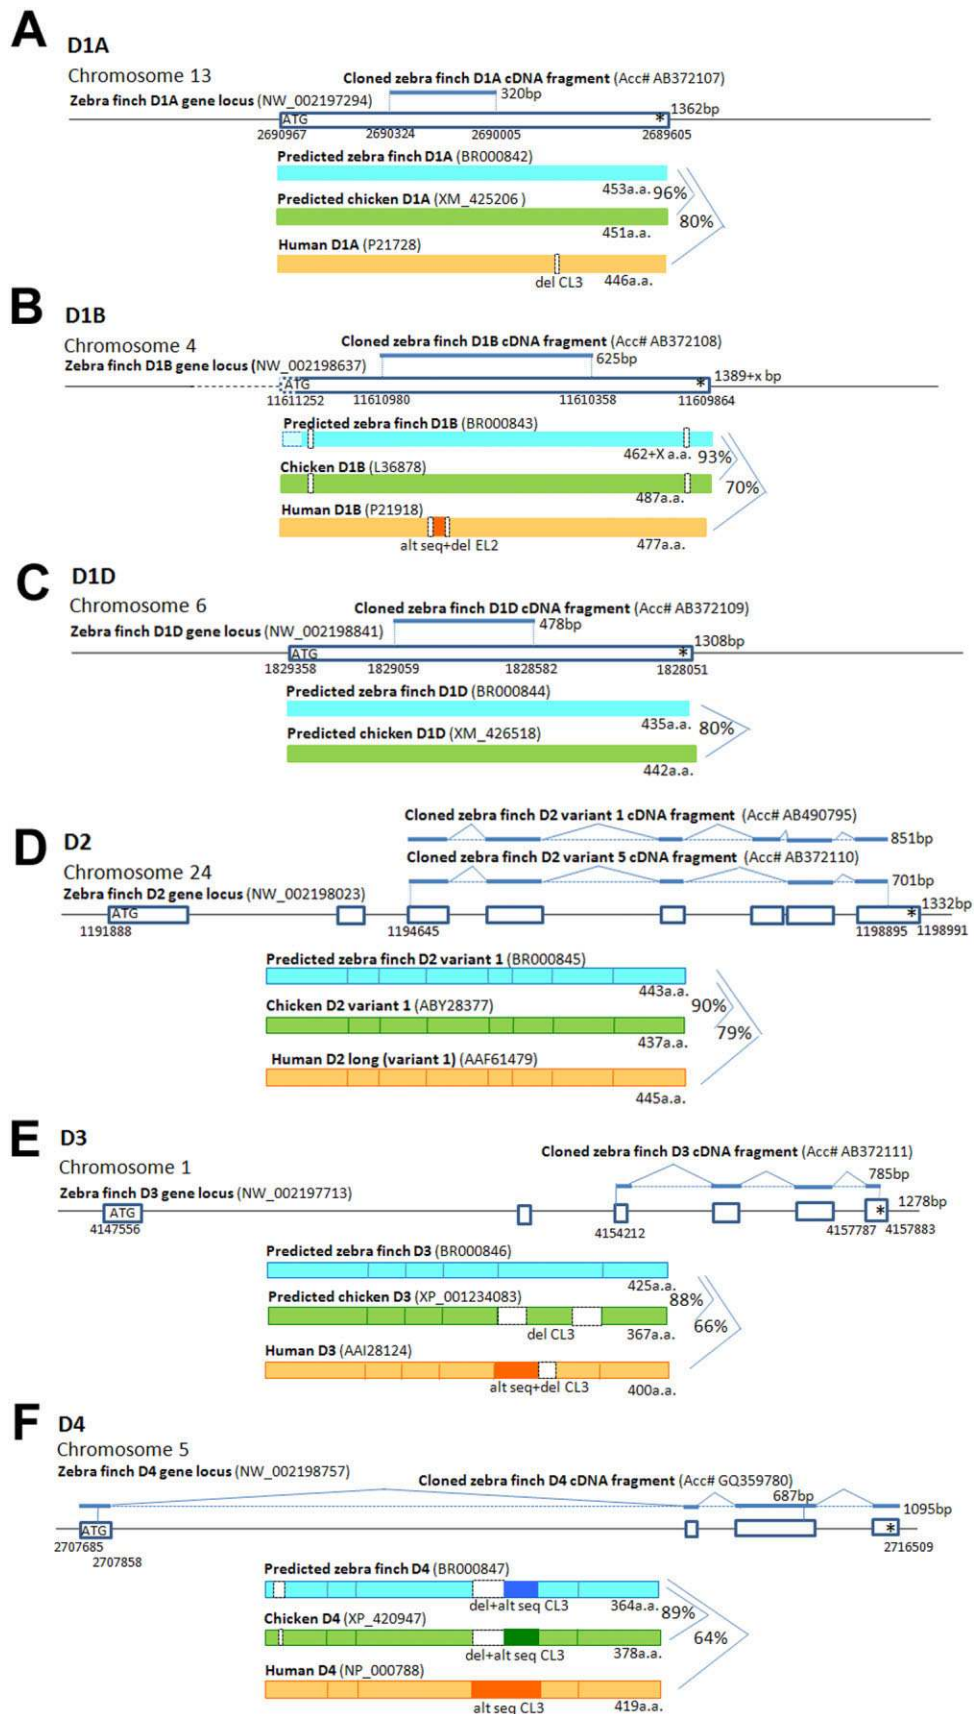 A
D1A
Chromosome 13
Cloned zebra finch D1A cDNA fragment (Acc# AB372107)
Zebra finch D1A gene locus (NW_002197294)
320bp
1362bp
ATG
*
2690967
2690324
2690005
2689605
Predicted zebra finch D1A (BR000842)
453a.a.
96%
Predicted chicken D1A (XM_425206 )
80%
451a.a.
Human D1A (P21728)
del CL3
446a.a.
B
D1B
Chromosome 4
Cloned zebra finch D1B cDNA fragment (Acc# AB372108)
Zebra finch D1B gene locus (NW_002198637)
625bp
1389+x bp
ATG
*
11611252
11610980
11610358
11609864
Predicted zebra finch D1B (BR000843)
462+X a.a.
93%
Chicken D1B (L36878)
70%
487a.a.
Human D1B (P21918)
alt seq+del EL2
477a.a.
C
D1D
Chromosome 6
Cloned zebra finch D1D cDNA fragment (Acc# AB372109)
Zebra finch D1D gene locus (NW_002198841)
478bp
1308bp
ATG
*
1829358
1829059
1828582
1828051
Predicted zebra finch D1D (BR000844)
435a.a.
80%
Predicted chicken D1D (XM_426518)
442a.a.
D
D2
Chromosome 24
Cloned zebra finch D2 variant 1 cDNA fragment (Acc# AB490795)
851bp
Cloned zebra finch D2 variant 5 cDNA fragment (Acc# AB372110)
701bp
Zebra finch D2 gene locus (NW_002198023)
1332bp
ATG
*
1191888
1194645
1198895
1198991
Predicted zebra finch D2 variant 1 (BR000845)
443a.a.
90%
Chicken D2 variant 1 (ABY28377)
79%
437a.a.
Human D2 long (variant 1) (AAF61479)
445a.a.
E
D3
Chromosome 1
Cloned zebra finch D3 cDNA fragment (Acc# AB372111)
785bp
Zebra finch D3 gene locus (NW_002197713)
1278bp
ATG
*
4147556
4154212
4157787
4157883
Predicted zebra finch D3 (BR000846)
425a.a.
88%
Predicted chicken D3 (XP_001234083)
66%
del CL3
367a.a.
Human D3 (AAI28124)
alt seq+del CL3
400a.a.
F
D4
Chromosome 5
Zebra finch D4 gene locus (NW_002198757)
Cloned zebra finch D4 cDNA fragment (Acc# GQ359780)
687bp
1095bp
ATG
*
2707685
2707858
2716509
Predicted zebra finch D4 (BR000847)
del+alt seq CL3
364a.a.
89%
Chicken D4 (XP_420947)
64%
del+alt seq CL3
378a.a.
Human D4 (NP_000788)
alt seq CL3
419a.a.